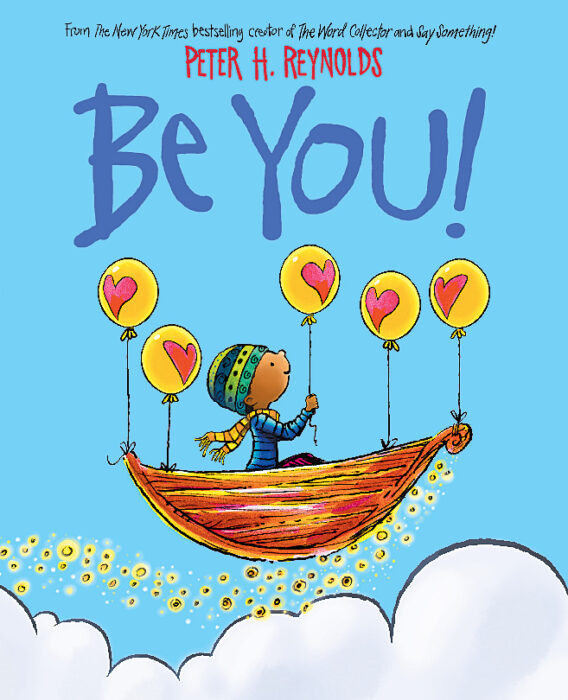 From The New York Times bestselling creator of The Word Collector and Say Something!
PETER H. REYNOLDS
BE YOU!